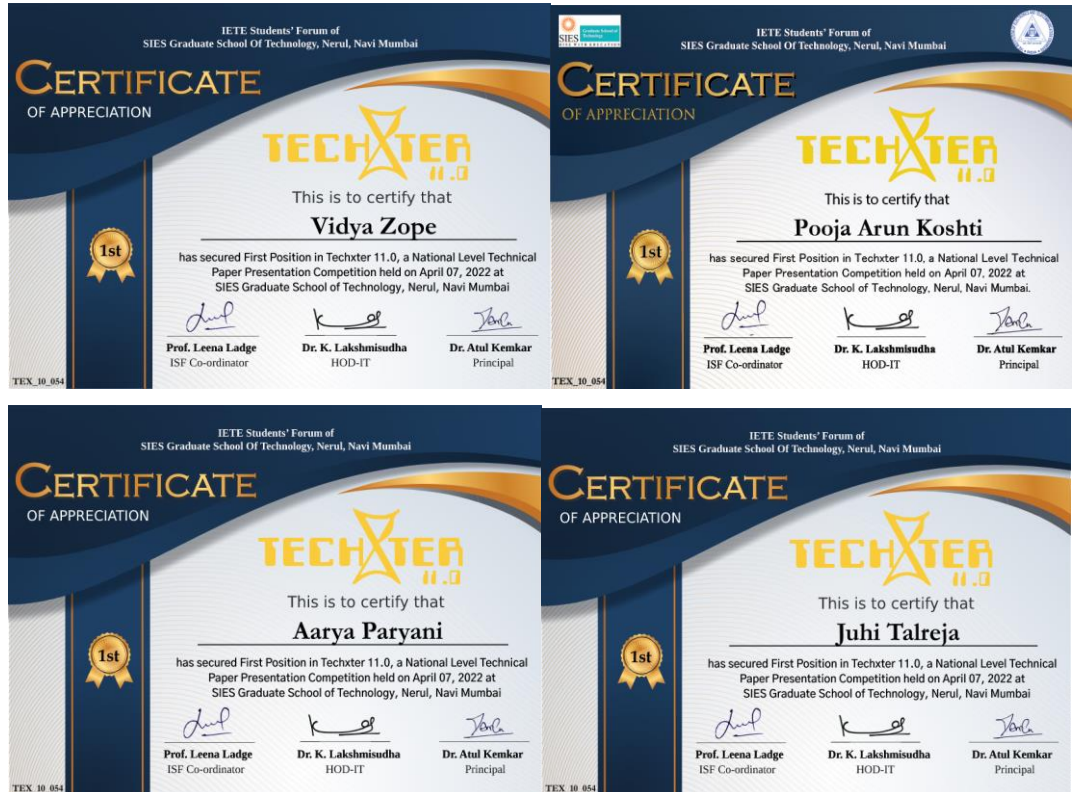 IETE Students' Forum of
SIES Graduate School Of Technology, Nerul, Navi Mumbai
CERTIFICATE
OF APPRECIATION
TECHXTER
11.0
This is to certify that
Vidya Zope
1st
has secured First Position in Techxter 11.0, a National Level Technical
Paper Presentation Competition held on April 07, 2022 at
SIES Graduate School of Technology, Nerul, Navi Mumbai
Prof. Leena Ladge
ISF Co-ordinator
Dr. K. Lakshmisudha
HOD-IT
Dr. Atul Kemkar
Principal
TEX_10_054
SIES
Graduate School of
Technology
RISE WITH EDUCATION
IETE Students' Forum of
SIES Graduate School Of Technology, Nerul, Navi Mumbai
CERTIFICATE
OF APPRECIATION
TECHXTER
11.0
This is to certify that
Pooja Arun Koshti
1st
has secured First Position in Techxter 11.0, a National Level Technical
Paper Presentation Competition held on April 07, 2022 at
SIES Graduate School of Technology, Nerul, Navi Mumbai.
Prof. Leena Ladge
ISF Co-ordinator
Dr. K. Lakshmisudha
HOD-IT
Dr. Atul Kemkar
Principal
TEX_10_054
IETE Students' Forum of
SIES Graduate School Of Technology, Nerul, Navi Mumbai
CERTIFICATE
OF APPRECIATION
TECHXTER
11.0
This is to certify that
Aarya Paryani
1st
has secured First Position in Techxter 11.0, a National Level Technical
Paper Presentation Competition held on April 07, 2022 at
SIES Graduate School of Technology, Nerul, Navi Mumbai
Prof. Leena Ladge
ISF Co-ordinator
Dr. K. Lakshmisudha
HOD-IT
Dr. Atul Kemkar
Principal
TEX_10_054
IETE Students' Forum of
SIES Graduate School Of Technology, Nerul, Navi Mumbai
CERTIFICATE
OF APPRECIATION
TECHXTER
11.0
This is to certify that
Juhi Talreja
1st
has secured First Position in Techxter 11.0, a National Level Technical
Paper Presentation Competition held on April 07, 2022 at
SIES Graduate School of Technology, Nerul, Navi Mumbai
Prof. Leena Ladge
ISF Co-ordinator
Dr. K. Lakshmisudha
HOD-IT
Dr. Atul Kemkar
Principal
TEX_10_054